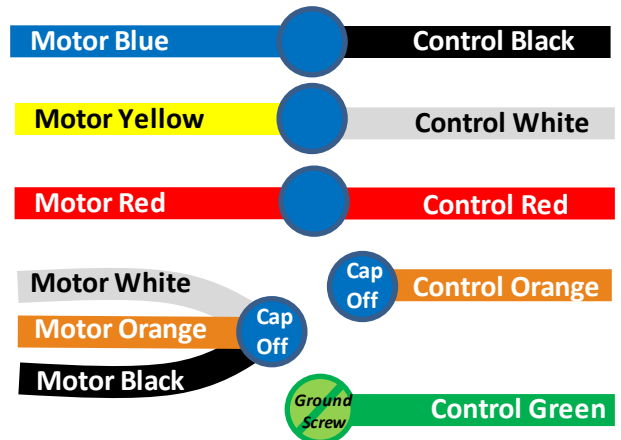 Motor Blue
Control Black
Motor Yellow
Control White
Motor Red
Control Red
Motor White
Cap
Off
Control Orange
Motor Orange
Cap
Off
Motor Black
Ground
Screw
Control Green